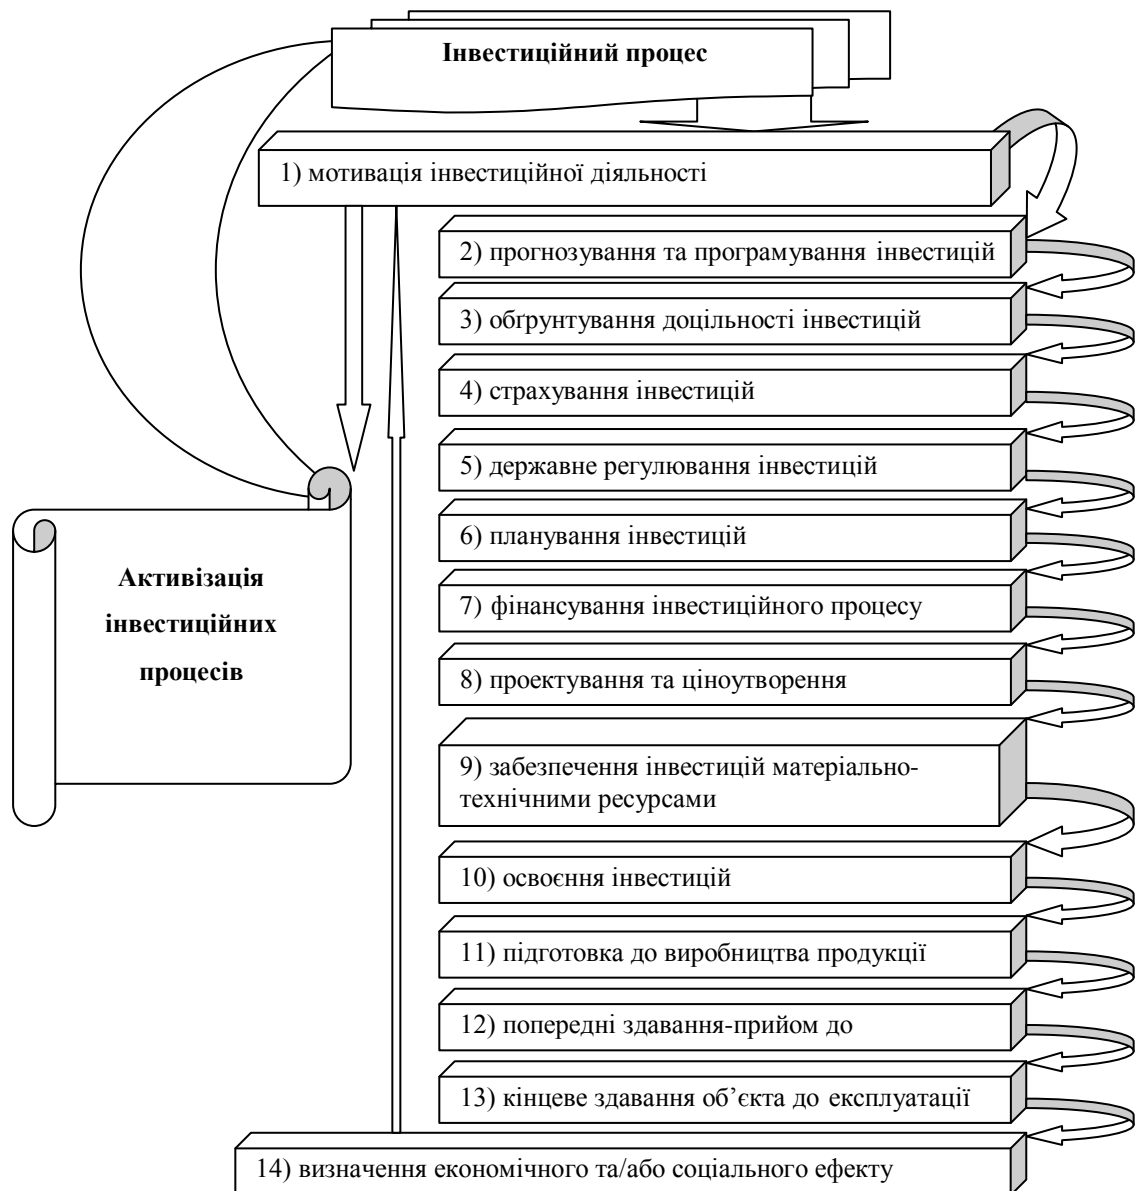 Інвестиційний процес
1) мотивація інвестиційної діяльності
2) прогнозування та програмування інвестицій
3) обґрунтування доцільності інвестицій
4) страхування інвестицій
5) державне регулювання інвестицій
6) планування інвестицій
Активізація
інвестиційних
процесів
7) фінансування інвестиційного процесу
8) проектування та ціноутворення
9) забезпечення інвестицій матеріально-
технічними ресурсами
10) освоєння інвестицій
11) підготовка до виробництва продукції
12) попередні здавання-прийом до
13) кінцеве здавання об’єкта до експлуатації
14) визначення економічного та/або соціального ефекту